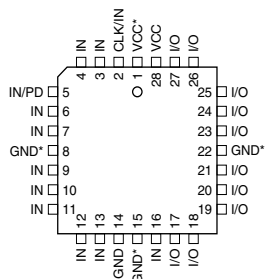 IN
IN
CLK/IN
VCC*
VCC
I/O
I/O
4
3
2
1
28
27
26
IN/PD 5
IN 6
IN 7
GND* 8
IN 9
IN 10
IN 11
25 I/O
24 I/O
23 I/O
22 GND*
21 I/O
20 I/O
19 I/O
12
13
14
15
16
17
18
IN
IN
GND
GND*
IN
I/O
I/O